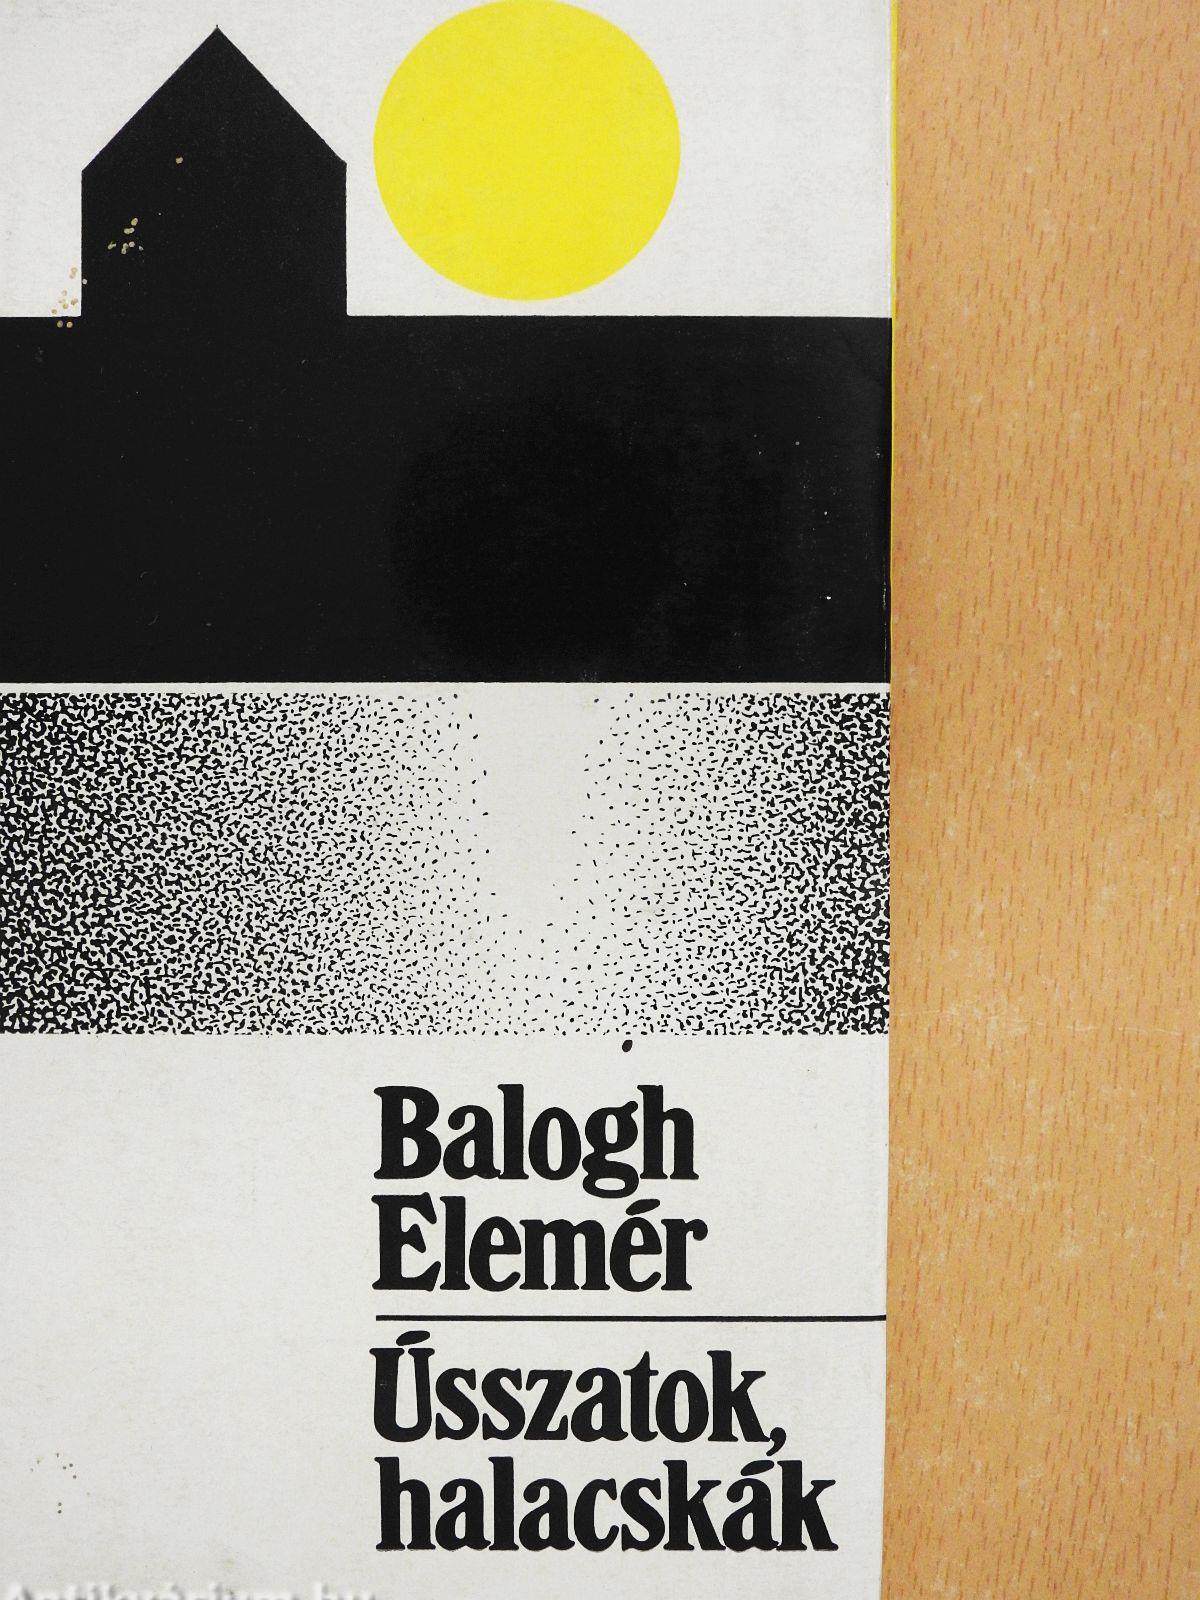 Balogh
Elemér
Ússzatok,
halacskák